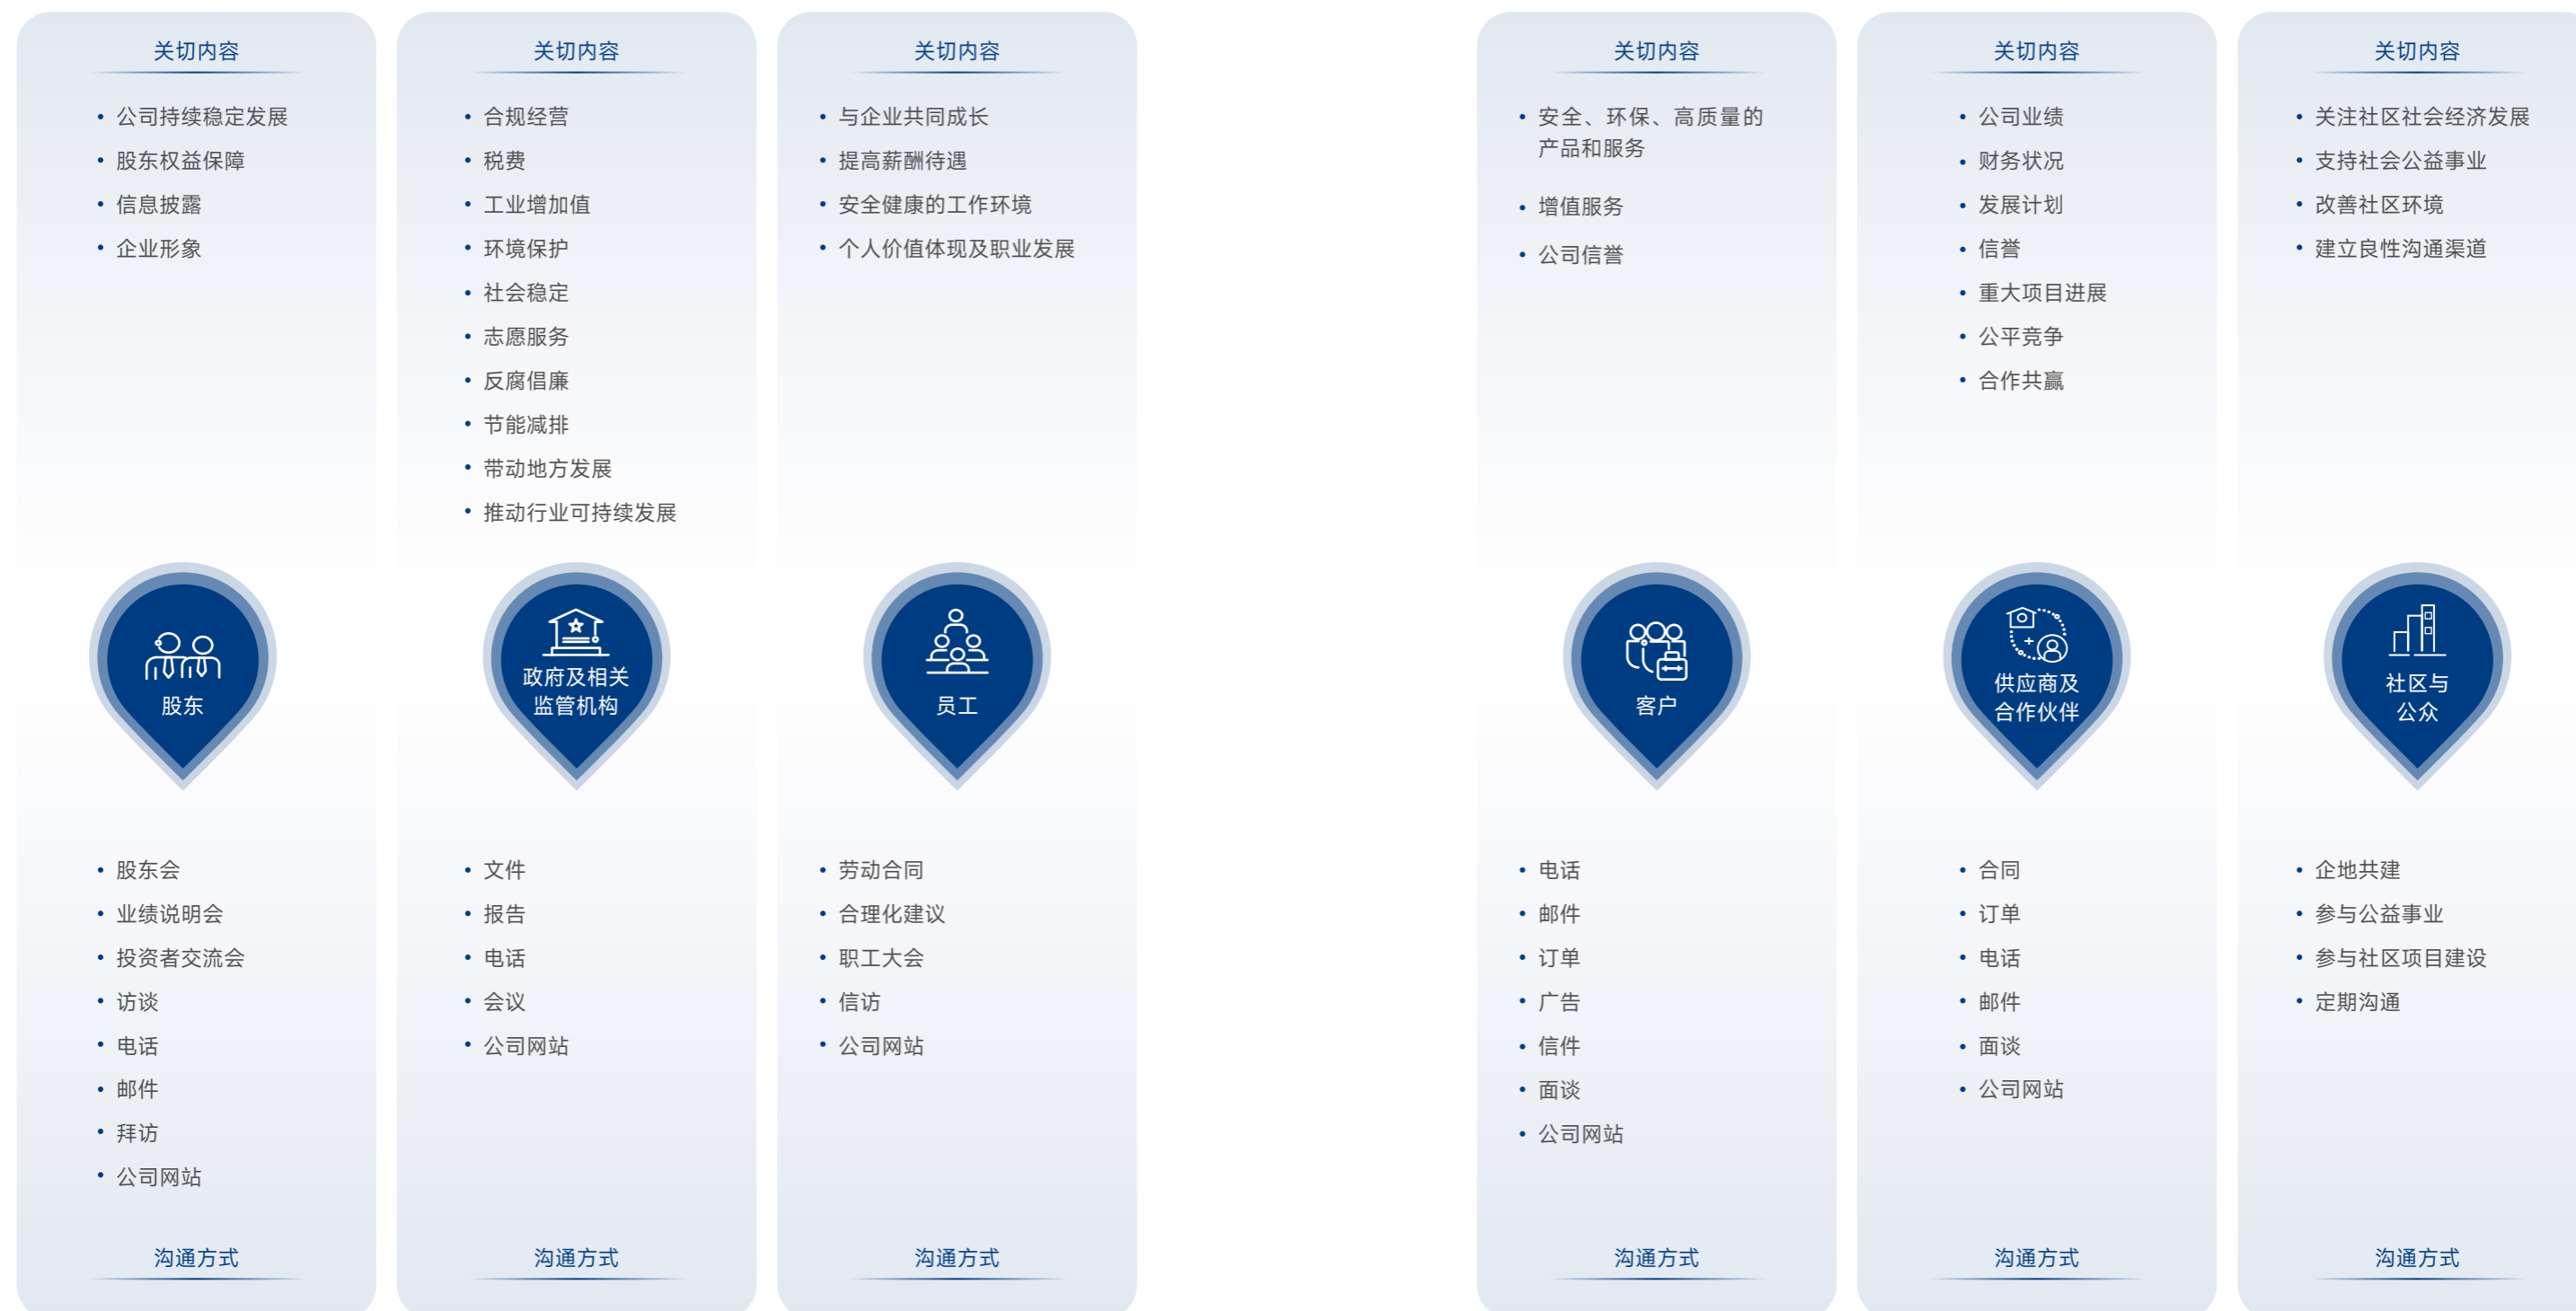 关切内容
• 公司持续稳定发展
• 股东权益保障
• 信息披露
• 企业形象
股东
• 股东会
• 业绩说明会
• 投资者交流会
• 访谈
• 电话
• 邮件
• 拜访
• 公司网站
沟通方式
关切内容
• 合规经营
• 税费
• 工业增加值
• 环境保护
• 社会稳定
• 志愿服务
• 反腐倡廉
• 节能减排
• 带动地方发展
• 推动行业可持续发展
政府及相关
监管机构
• 文件
• 报告
• 电话
• 会议
• 公司网站
沟通方式
关切内容
• 与企业共同成长
• 提高薪酬待遇
• 安全健康的工作环境
• 个人价值体现及职业发展
员工
• 劳动合同
• 合理化建议
• 职工大会
• 信访
• 公司网站
沟通方式
关切内容
• 安全、环保、高质量的
产品和服务
• 增值服务
• 公司信誉
客户
• 电话
• 邮件
• 订单
• 广告
• 信件
• 面谈
• 公司网站
沟通方式
关切内容
• 公司业绩
• 财务状况
• 发展计划
• 信誉
• 重大项目进展
• 公平竞争
• 合作共赢
供应商及
合作伙伴
• 合同
• 订单
• 电话
• 邮件
• 面谈
• 公司网站
沟通方式
关切内容
• 关注社区社会经济发展
• 支持社会公益事业
• 改善社区环境
• 建立良性沟通渠道
社区与
公众
• 企地共建
• 参与公益事业
• 参与社区项目建设
• 定期沟通
沟通方式